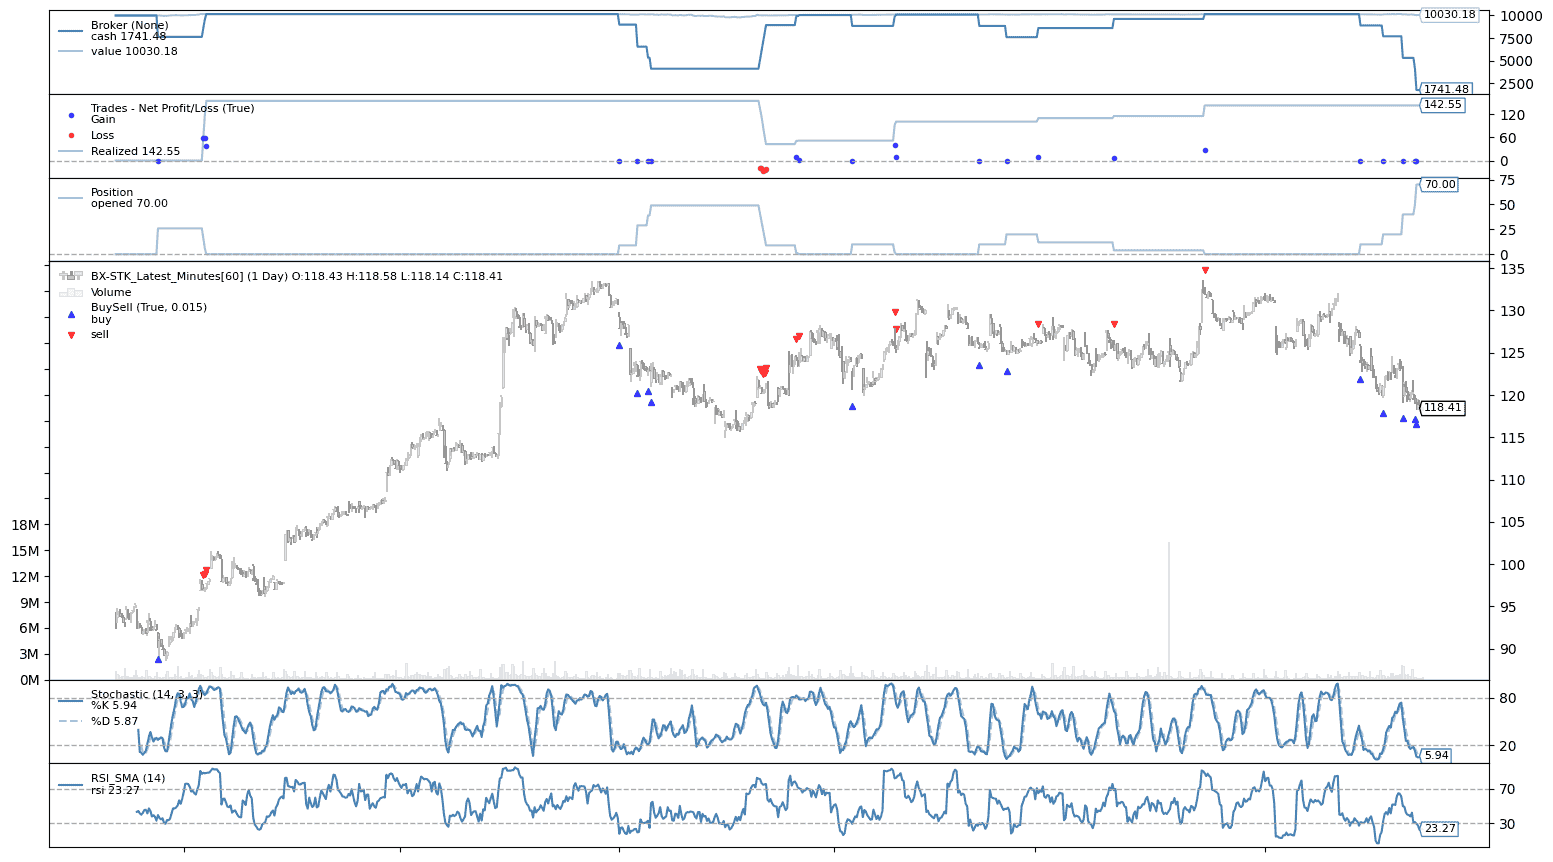 Broker (None)
cash 1741.48
value 10030.18
10030.18
1741.48
10000
7500
5000
2500
Trades - Net Profit/Loss (True)
Gain
Loss
Realized 142.55
142.55
120
60
0
Position
opened 70.00
70.00
75
50
25
0
BX-STK_Latest_Minutes[60] (1 Day) O:118.43 H:118.58 L:118.14 C:118.41
Volume
BuySell (True, 0.015)
buy
sell
135
130
125
120
118.41
115
110
105
100
95
90
18M
15M
12M
9M
6M
3M
0M
Stochastic (14, 3, 3)
%K 5.94
%D 5.87
80
20
5.94
RSI_SMA (14)
rsi 23.27
70
30
23.27